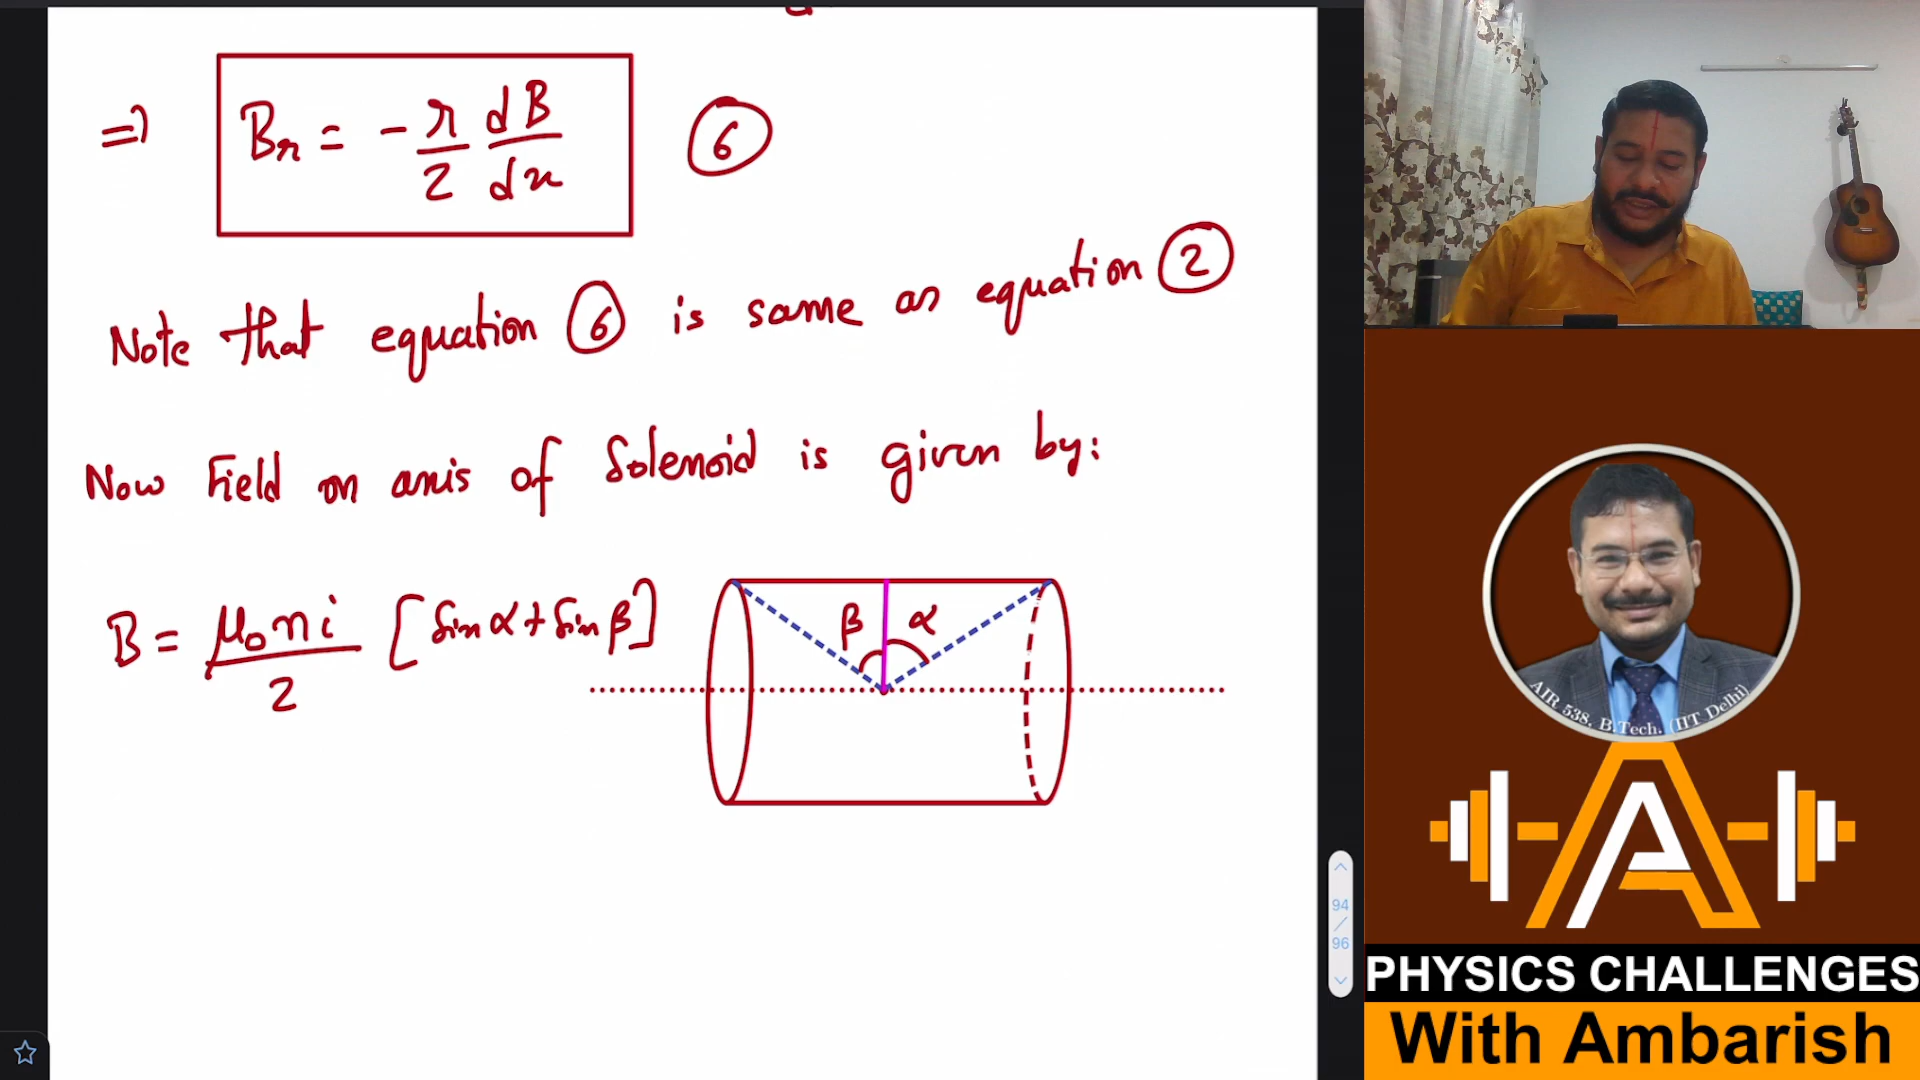 ⇒ Br = - r/2 dB/dx ⑥
Note that equation ⑥ is same as equation ②
Now Field on axis of Solenoid is given by:
B = μ₀ni/2 [Sin α + Sin β]
β α
94
/
96
AIR 538, B.Tech. (IIT Delhi)
A
PHYSICS CHALLENGES
With Ambarish